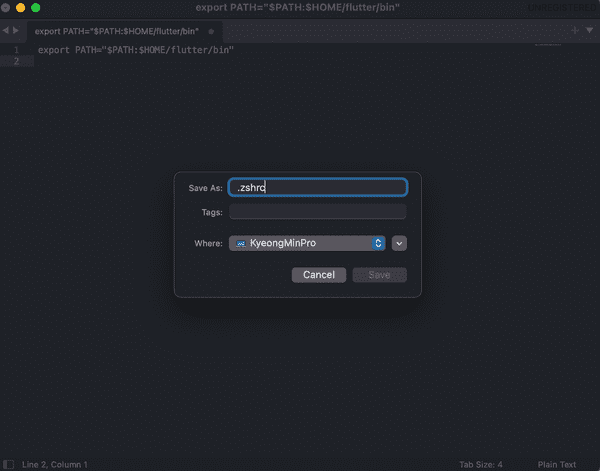 export PATH="$PATH:$HOME/flutter/bin"
UNREGISTERED
export PATH="$PATH:$HOME/flutter/bin"
1 export PATH="$PATH:$HOME/flutter/bin"
2
Save As: .zshrc
Tags:
Where: KyeongMinPro
Cancel Save
Line 2, Column 1 Tab Size: 4 Plain Text